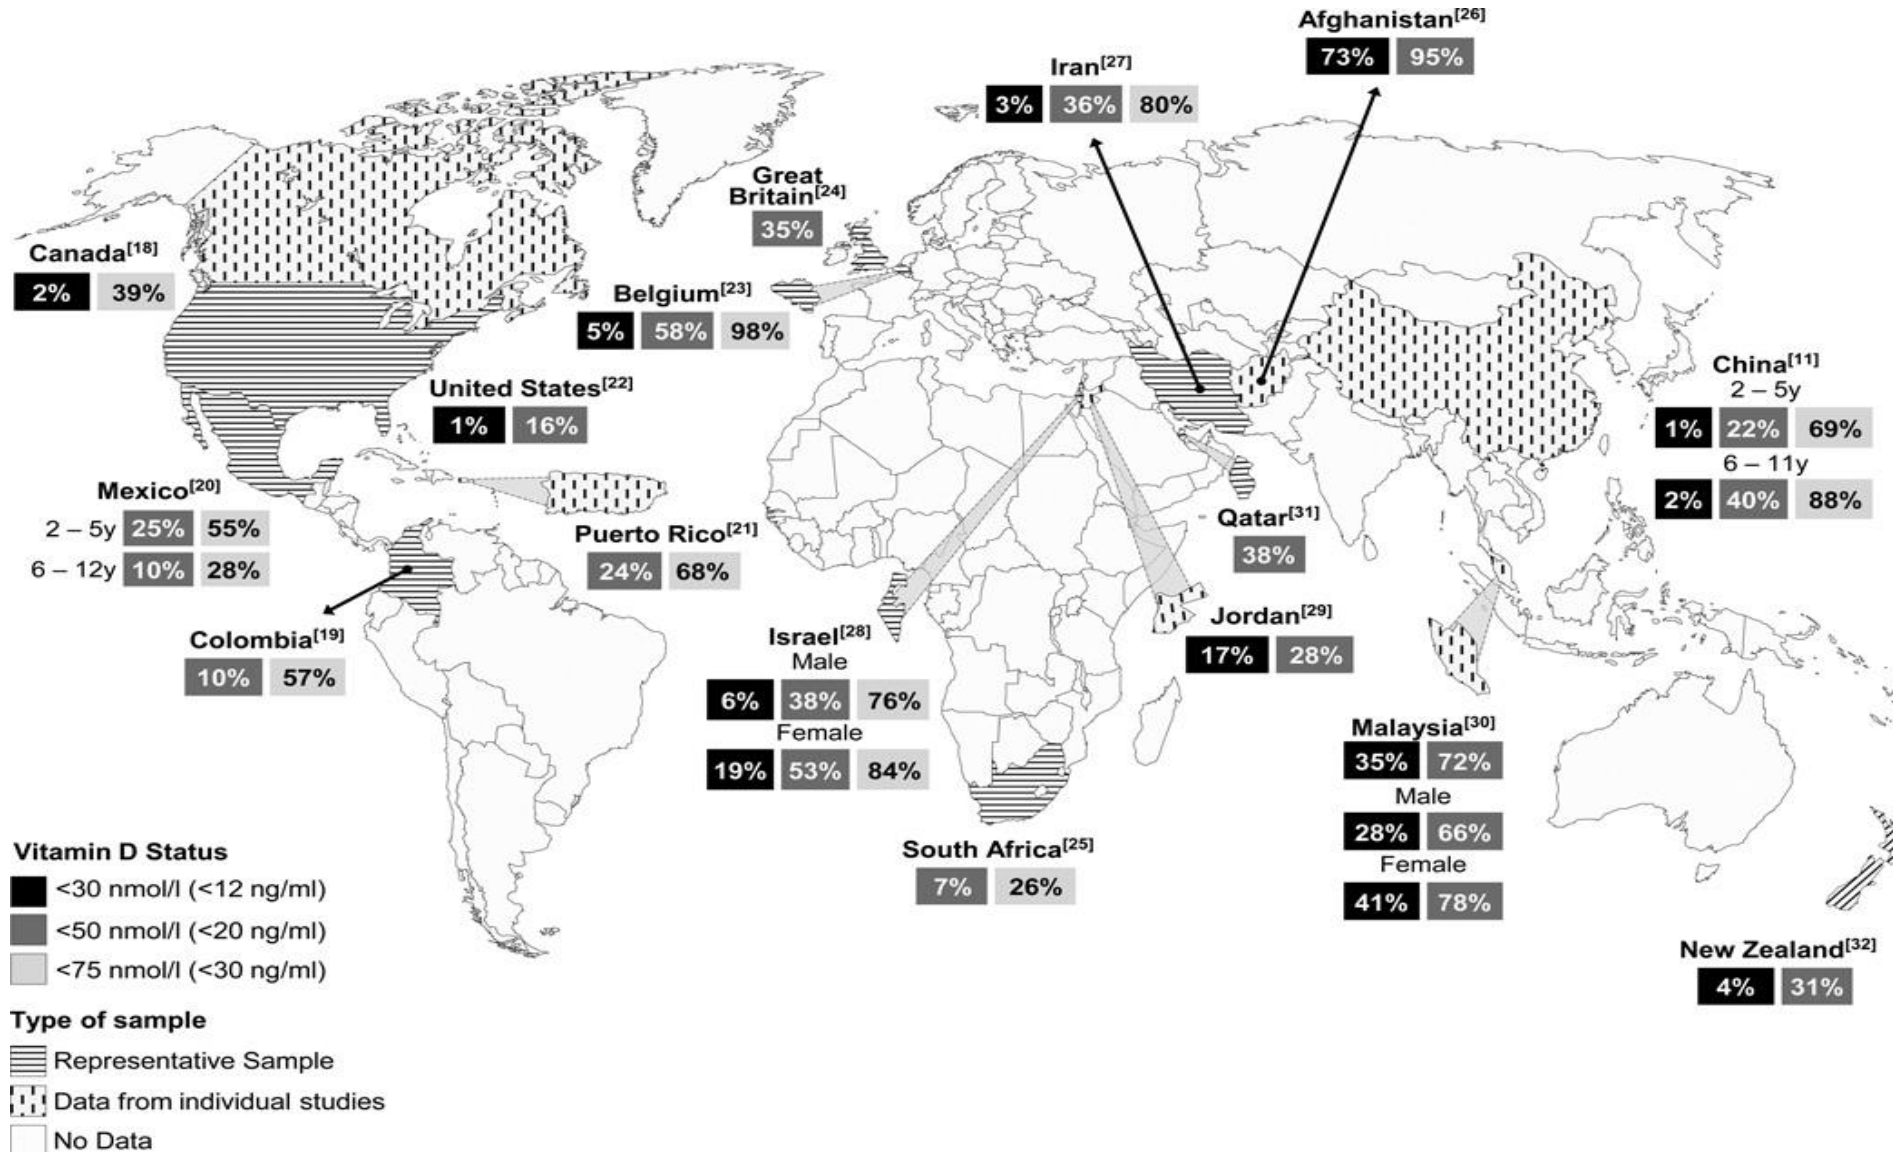 Afghanistan[26]
73% 95%
Iran[27]
3% 36% 80%
Great
Britain[24]
35%
Canada[18]
2% 39%
Belgium[23]
5% 58% 98%
United States[22]
1% 16%
China[11]
2 – 5y
1% 22% 69%
6 – 11y
2% 40% 88%
Mexico[20]
2 – 5y 25% 55%
6 – 12y 10% 28%
Puerto Rico[21]
24% 68%
Qatar[31]
38%
Colombia[19]
10% 57%
Israel[28]
Male
6% 38% 76%
Female
19% 53% 84%
Jordan[29]
17% 28%
Malaysia[30]
35% 72%
Male
28% 66%
Female
41% 78%
South Africa[25]
7% 26%
New Zealand[32]
4% 31%
Vitamin D Status
<30 nmol/l (<12 ng/ml)
<50 nmol/l (<20 ng/ml)
<75 nmol/l (<30 ng/ml)
Type of sample
Representative Sample
Data from individual studies
No Data